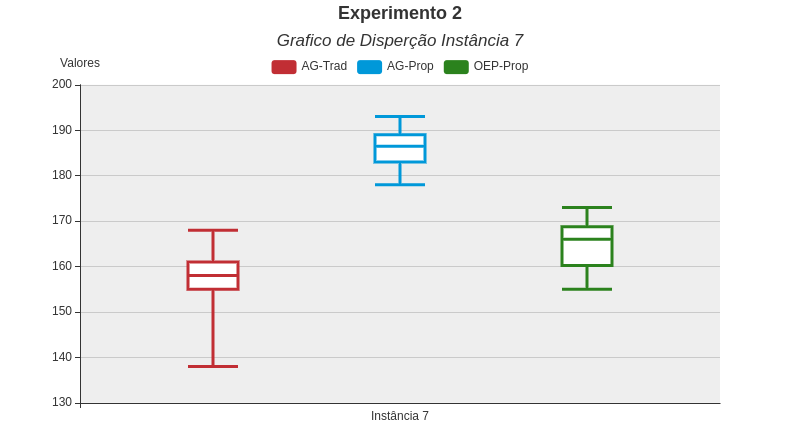 Experimento 2
Grafico de Disperção Instância 7
Valores
AG-Trad AG-Prop OEP-Prop
200
190
180
170
160
150
140
130
Instância 7